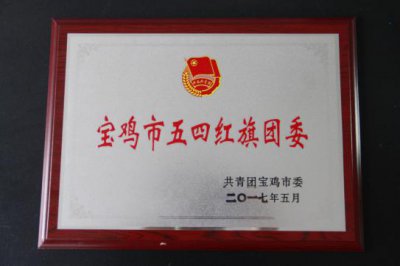 宝鸡市五四红旗团委
共青团宝鸡市委
二〇一七年五月